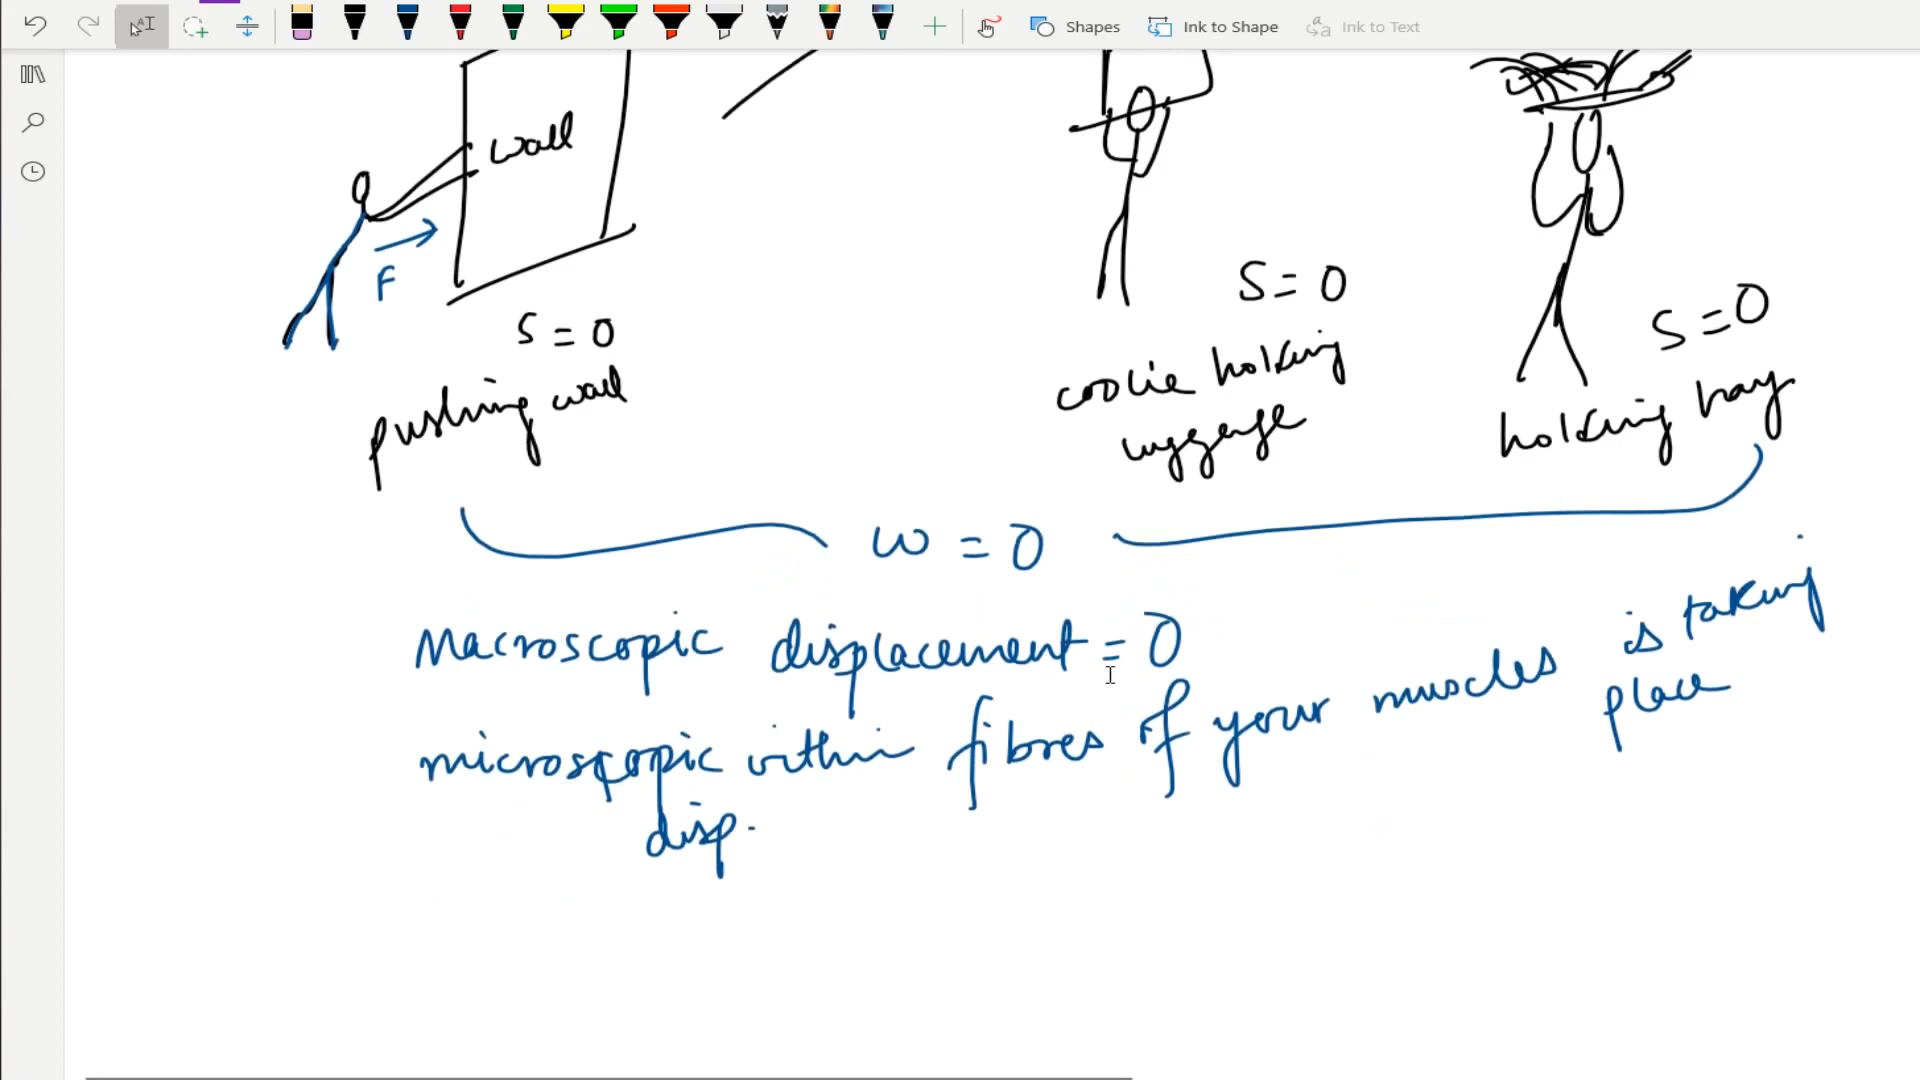 Shapes
Ink to Shape
Ink to Text
wall
F
S = 0
pushing wall
S = 0
coolie holding
luggage
S = 0
holding hay
W = 0
Macroscopic displacement = 0
microscopic within fibres of your muscles is taking
place
disp.